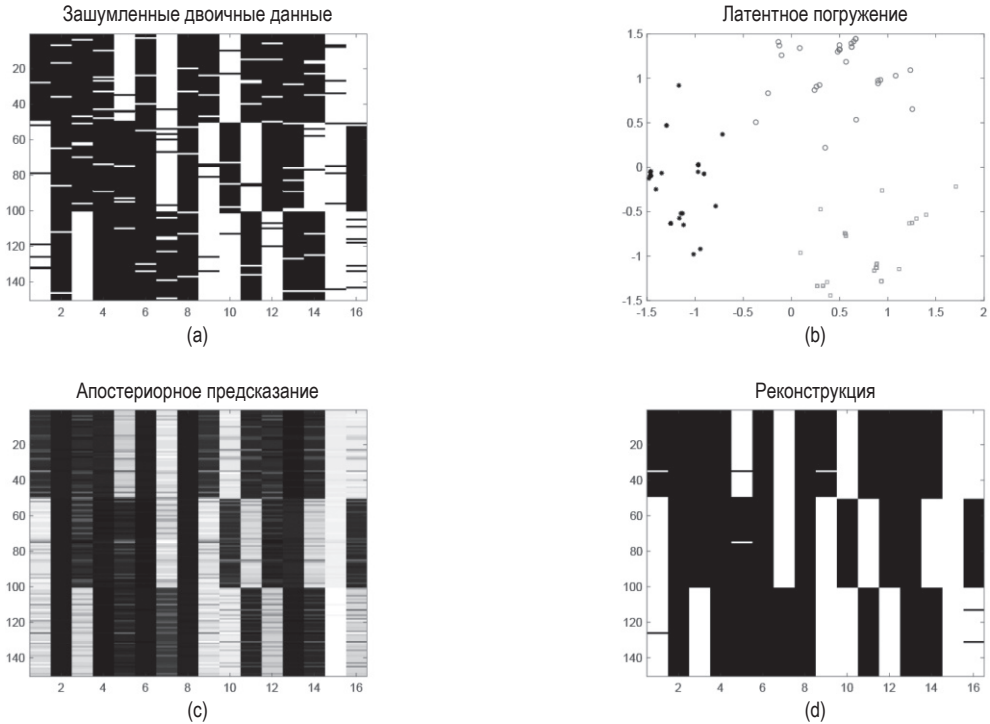 Зашумленные двоичные данные
20
40
60
80
100
120
140
2 4 6 8 10 12 14 16
(a)
Латентное погружение
1.5
1
0.5
0
-0.5
-1
-1.5
-1.5 -1 -0.5 0 0.5 1 1.5 2
(b)
Апостериорное предсказание
20
40
60
80
100
120
140
2 4 6 8 10 12 14 16
(c)
Реконструкция
20
40
60
80
100
120
140
2 4 6 8 10 12 14 16
(d)